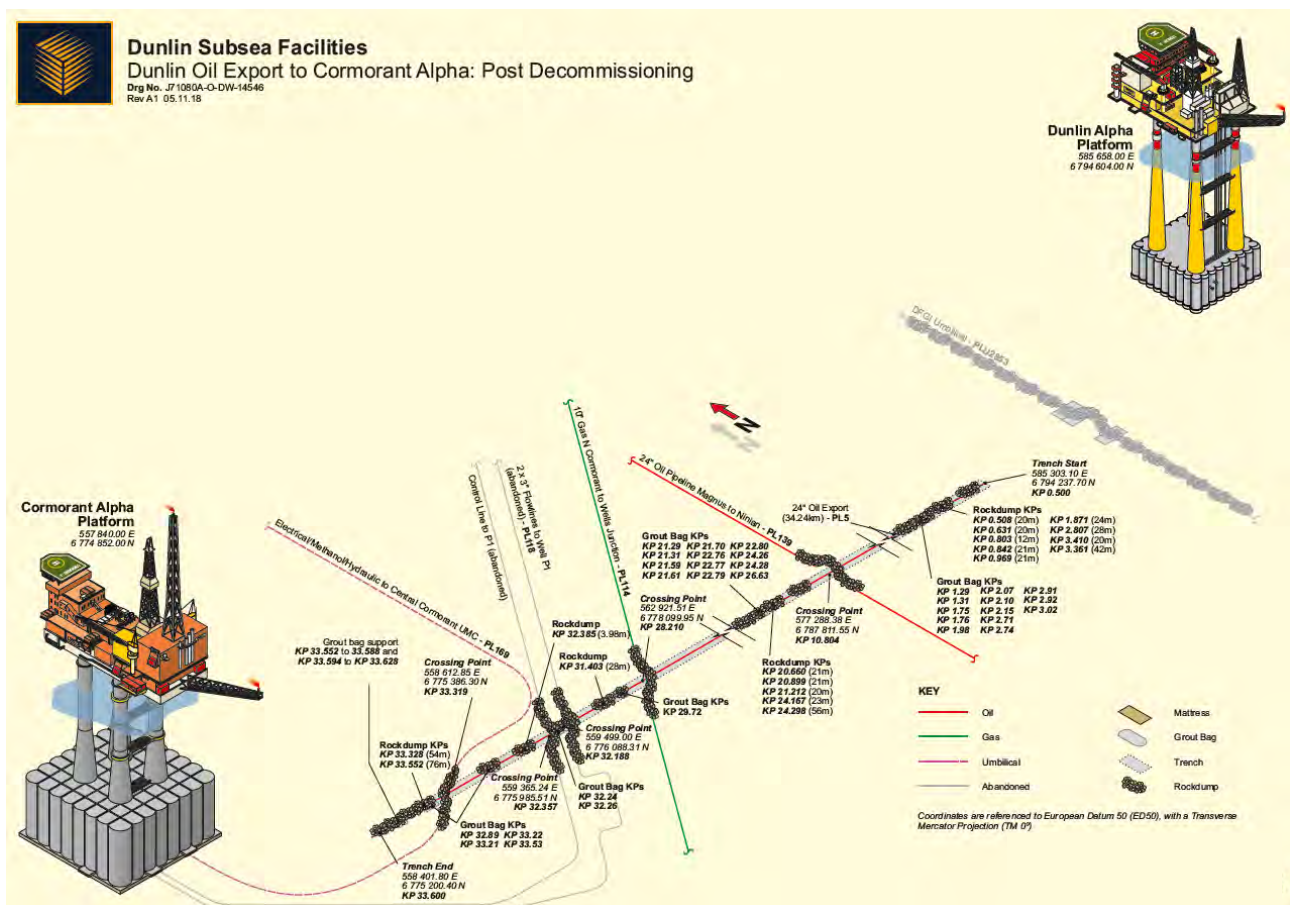 Dunlin Subsea Facilities
Dunlin Oil Export to Cormorant Alpha: Post Decommissioning
Drg No. J71080A-O-DW-14546
Rev A1 05.11.18
Dunlin Alpha
Platform
585 658.00 E
6 794 604.00 N
DFGI Umbilical - PLU2853
N
Trench Start
585 303.10 E
6 794 237.70 N
KP 0.500
24" Oil Export
(34.24km) - PL5
Rockdump KPs
KP 0.508 (20m) KP 1.871 (24m)
KP 0.631 (20m) KP 2.807 (28m)
KP 0.803 (12m) KP 3.410 (20m)
KP 0.842 (21m) KP 3.361 (42m)
KP 0.969 (21m)
Grout Bag KPs
KP 1.29 KP 2.07 KP 2.91
KP 1.31 KP 2.10 KP 2.92
KP 1.75 KP 2.15 KP 3.02
KP 1.76 KP 2.71
KP 1.98 KP 2.74
24" Oil Pipeline Magnus to Ninian - PL139
Crossing Point
577 288.38 E
6 787 811.55 N
KP 10.804
Grout Bag KPs
KP 21.29 KP 21.70 KP 22.80
KP 21.31 KP 22.76 KP 24.26
KP 21.59 KP 22.77 KP 24.28
KP 21.61 KP 22.79 KP 26.63
Rockdump KPs
KP 20.660 (21m)
KP 20.899 (21m)
KP 21.212 (20m)
KP 24.167 (23m)
KP 24.298 (56m)
10" Gas N Cormorant to Wells Junction - PL114
Crossing Point
562 921.51 E
6 778 099.95 N
KP 28.210
Grout Bag KPs
KP 29.72
2 x 3" Flowlines to Well P1
(abandoned) - PL118
Control Line to P1 (abandoned)
Rockdump
KP 32.385 (3.98m)
Rockdump
KP 31.403 (28m)
Crossing Point
559 499.00 E
6 776 088.31 N
KP 32.188
Crossing Point
559 365.24 E
6 775 985.51 N
KP 32.357
Grout Bag KPs
KP 32.24
KP 32.26
Electrical/Methanol/Hydraulic to Central Cormorant UMC - PL169
Cormorant Alpha
Platform
557 840.00 E
6 774 852.00 N
Grout bag support
KP 33.552 to 33.588 and
KP 33.594 to KP 33.628
Crossing Point
558 612.85 E
6 775 386.30 N
KP 33.319
Rockdump KPs
KP 33.328 (54m)
KP 33.552 (76m)
Grout Bag KPs
KP 32.89 KP 33.22
KP 33.21 KP 33.53
Trench End
558 401.80 E
6 775 200.40 N
KP 33.600
KEY
Oil
Gas
Umbilical
Abandoned
Mattress
Grout Bag
Trench
Rockdump
Coordinates are referenced to European Datum 50 (ED50), with a Transverse
Mercator Projection (TM 0°)